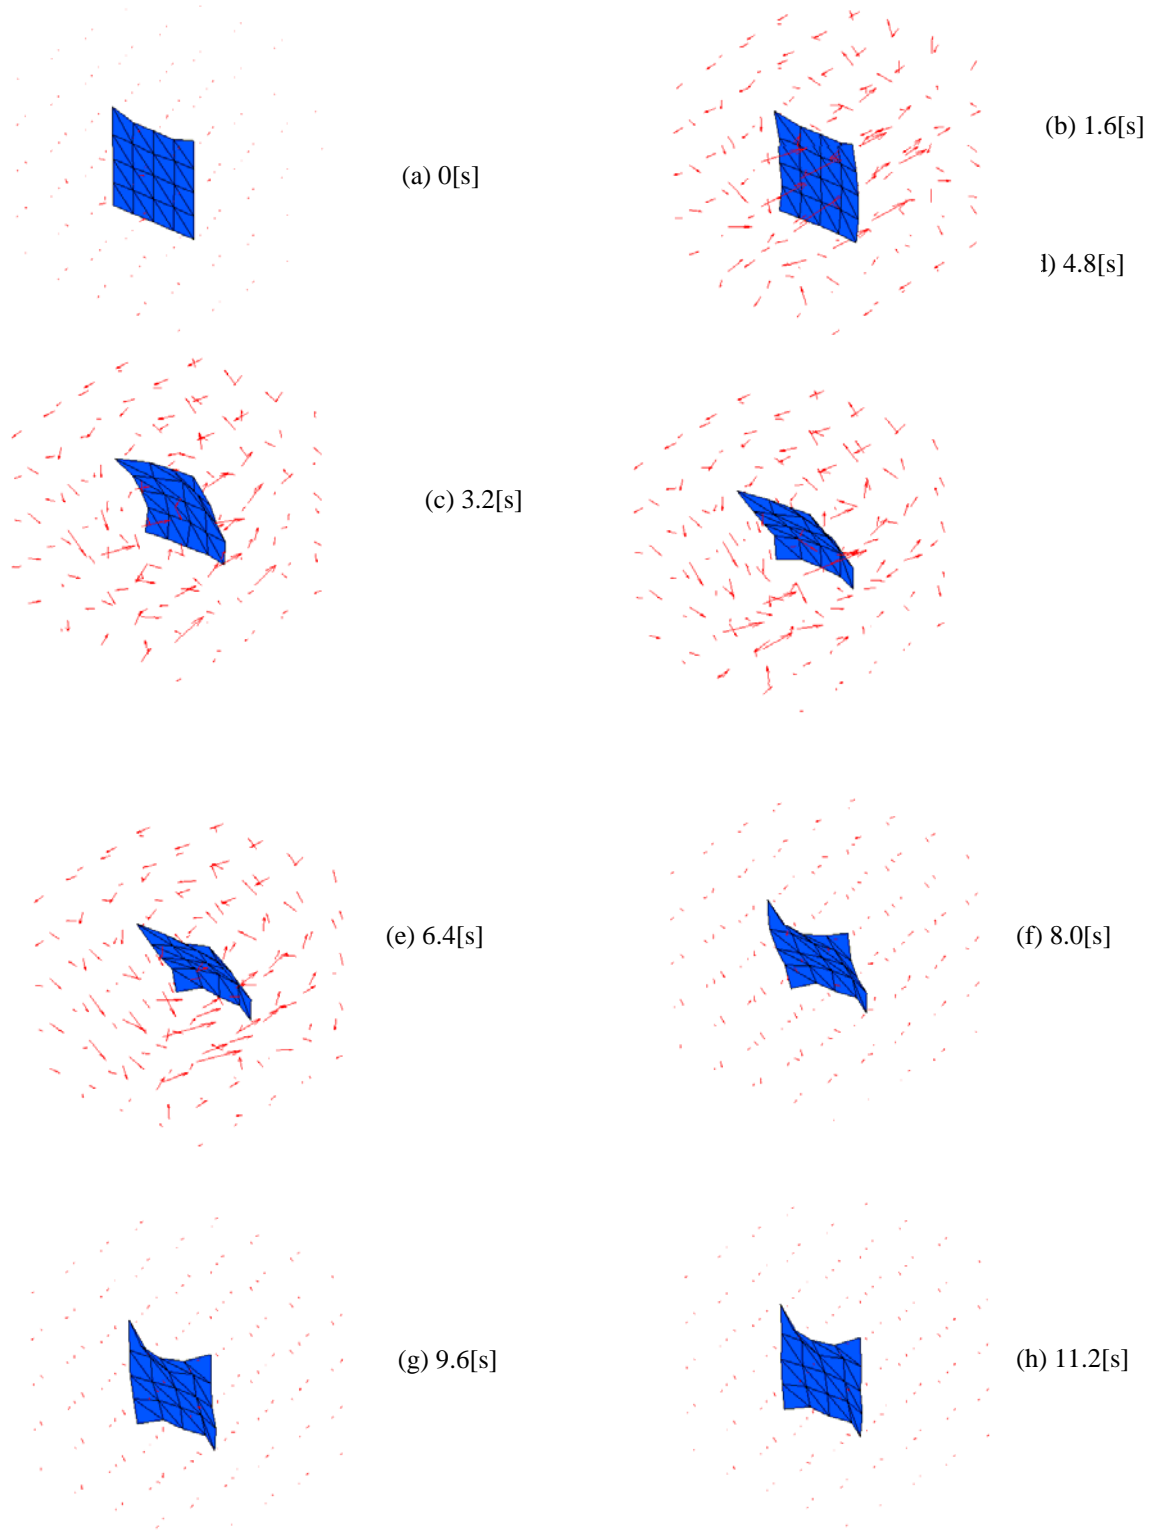 (a) 0[s]
(b) 1.6[s]
(c) 3.2[s]
d) 4.8[s]
(e) 6.4[s]
(f) 8.0[s]
(g) 9.6[s]
(h) 11.2[s]